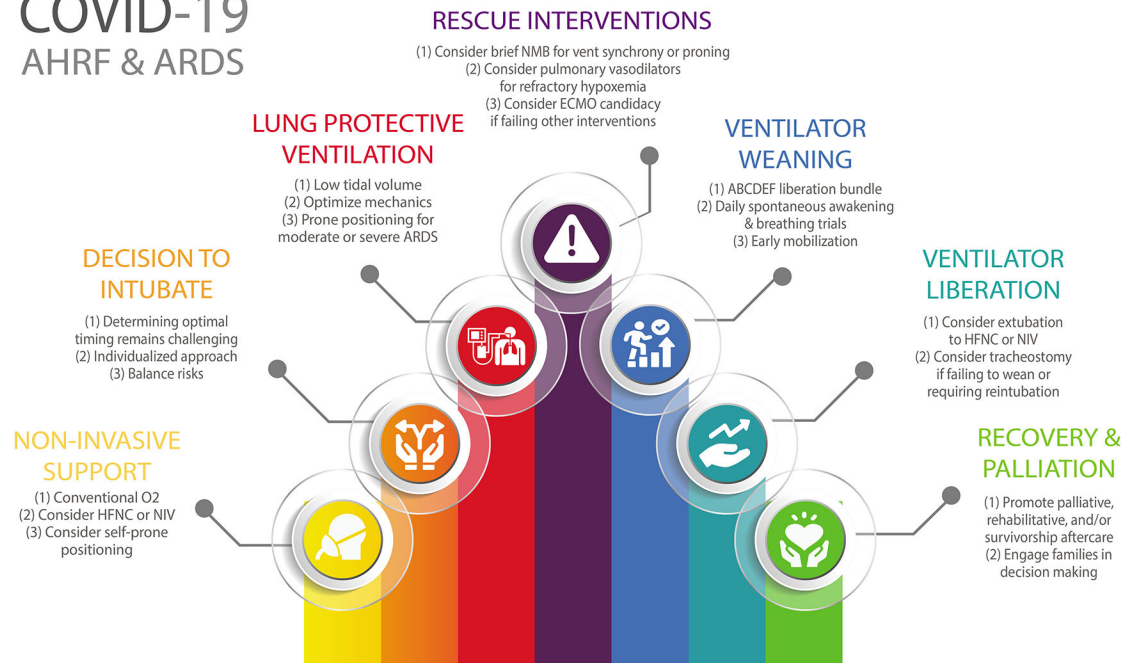 COVID-19
AHRF & ARDS
RESCUE INTERVENTIONS
(1) Consider brief NMB for vent synchrony or proning
(2) Consider pulmonary vasodilators
for refractory hypoxemia
(3) Consider ECMO candidacy
if failing other interventions
LUNG PROTECTIVE
VENTILATION
(1) Low tidal volume
(2) Optimize mechanics
(3) Prone positioning for
moderate or severe ARDS
VENTILATOR
WEANING
(1) ABCDEF liberation bundle
(2) Daily spontaneous awakening
& breathing trials
(3) Early mobilization
DECISION TO
INTUBATE
(1) Determining optimal
timing remains challenging
(2) Individualized approach
(3) Balance risks
VENTILATOR
LIBERATION
(1) Consider extubation
to HFNC or NIV
(2) Consider tracheostomy
if failing to wean or
requiring reintubation
NON-INVASIVE
SUPPORT
(1) Conventional O2
(2) Consider HFNC or NIV
(3) Consider self-prone
positioning
RECOVERY &
PALLIATION
(1) Promote palliative,
rehabilitative, and/or
survivorship aftercare
(2) Engage families in
decision making